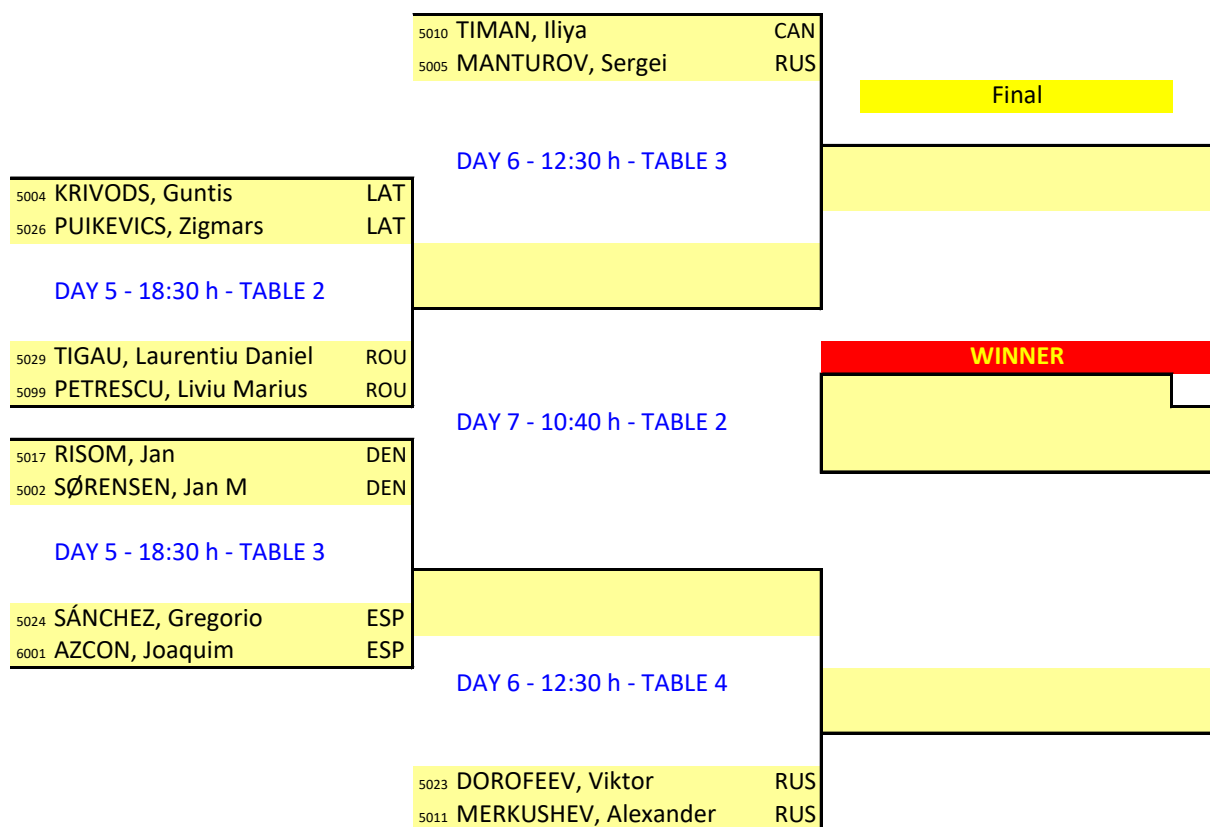 5010 TIMAN, Iliya CAN
5005 MANTUROV, Sergei RUS
Final
DAY 6 - 12:30 h - TABLE 3
5004 KRIVODS, Guntis LAT
5026 PUIKEVICS, Zigmars LAT
DAY 5 - 18:30 h - TABLE 2
5029 TIGAU, Laurentiu Daniel ROU
5099 PETRESCU, Liviu Marius ROU
WINNER
DAY 7 - 10:40 h - TABLE 2
5017 RISOM, Jan DEN
5002 SØRENSEN, Jan M DEN
DAY 5 - 18:30 h - TABLE 3
5024 SÁNCHEZ, Gregorio ESP
6001 AZCON, Joaquim ESP
DAY 6 - 12:30 h - TABLE 4
5023 DOROFEEV, Viktor RUS
5011 MERKUSHEV, Alexander RUS